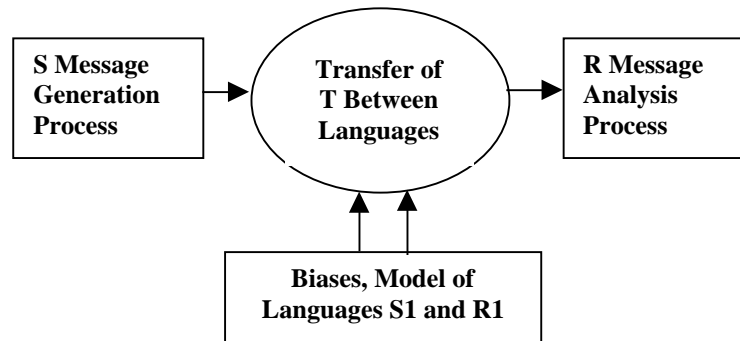 S Message
Generation
Process
Transfer of
T Between
Languages
R Message
Analysis
Process
Biases, Model of
Languages S1 and R1